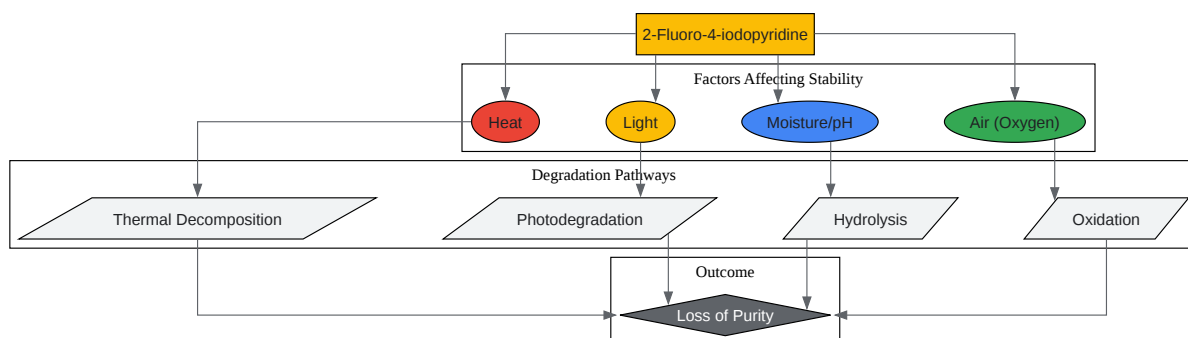 2-Fluoro-4-iodopyridine
Factors Affecting Stability
Heat
Light
Moisture/pH
Air (Oxygen)
Degradation Pathways
Thermal Decomposition
Photodegradation
Hydrolysis
Oxidation
Outcome
Loss of Purity